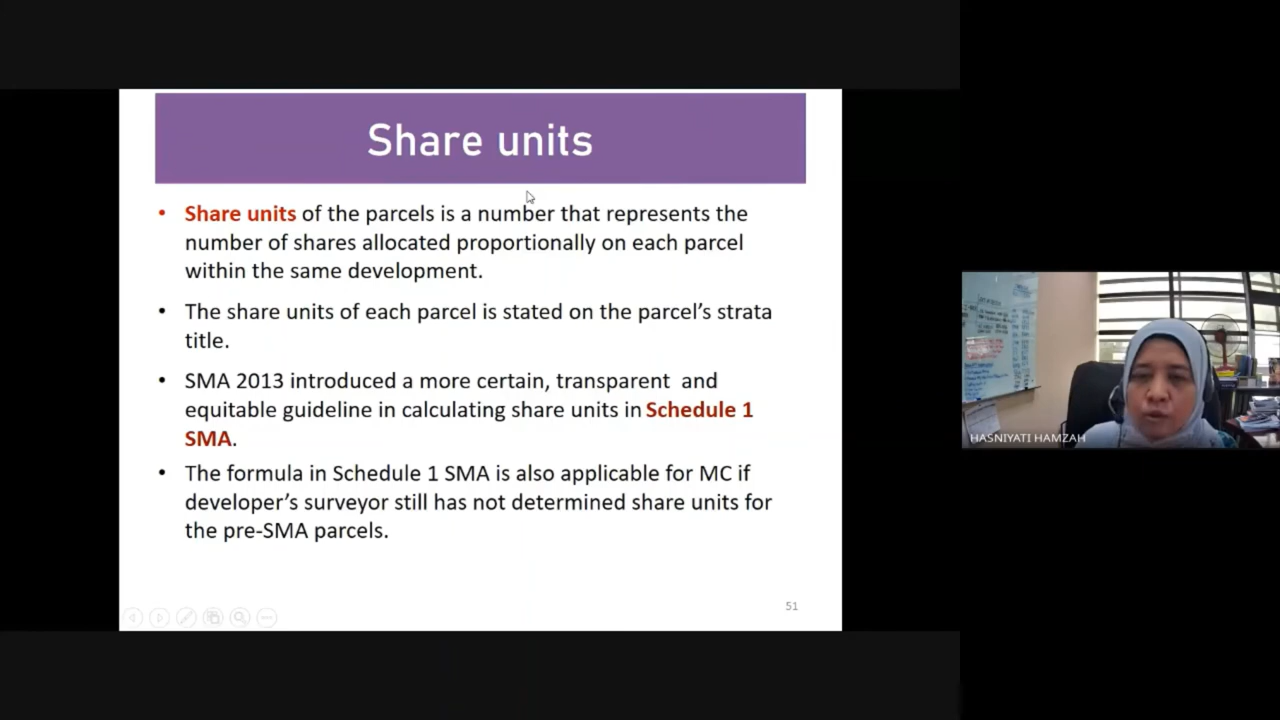 Share units
• Share units of the parcels is a number that represents the
number of shares allocated proportionally on each parcel
within the same development.
• The share units of each parcel is stated on the parcel's strata
title.
• SMA 2013 introduced a more certain, transparent and
equitable guideline in calculating share units in Schedule 1
SMA.
• The formula in Schedule 1 SMA is also applicable for MC if
developer's surveyor still has not determined share units for
the pre-SMA parcels.
51
HASNIYATI HAMZAH